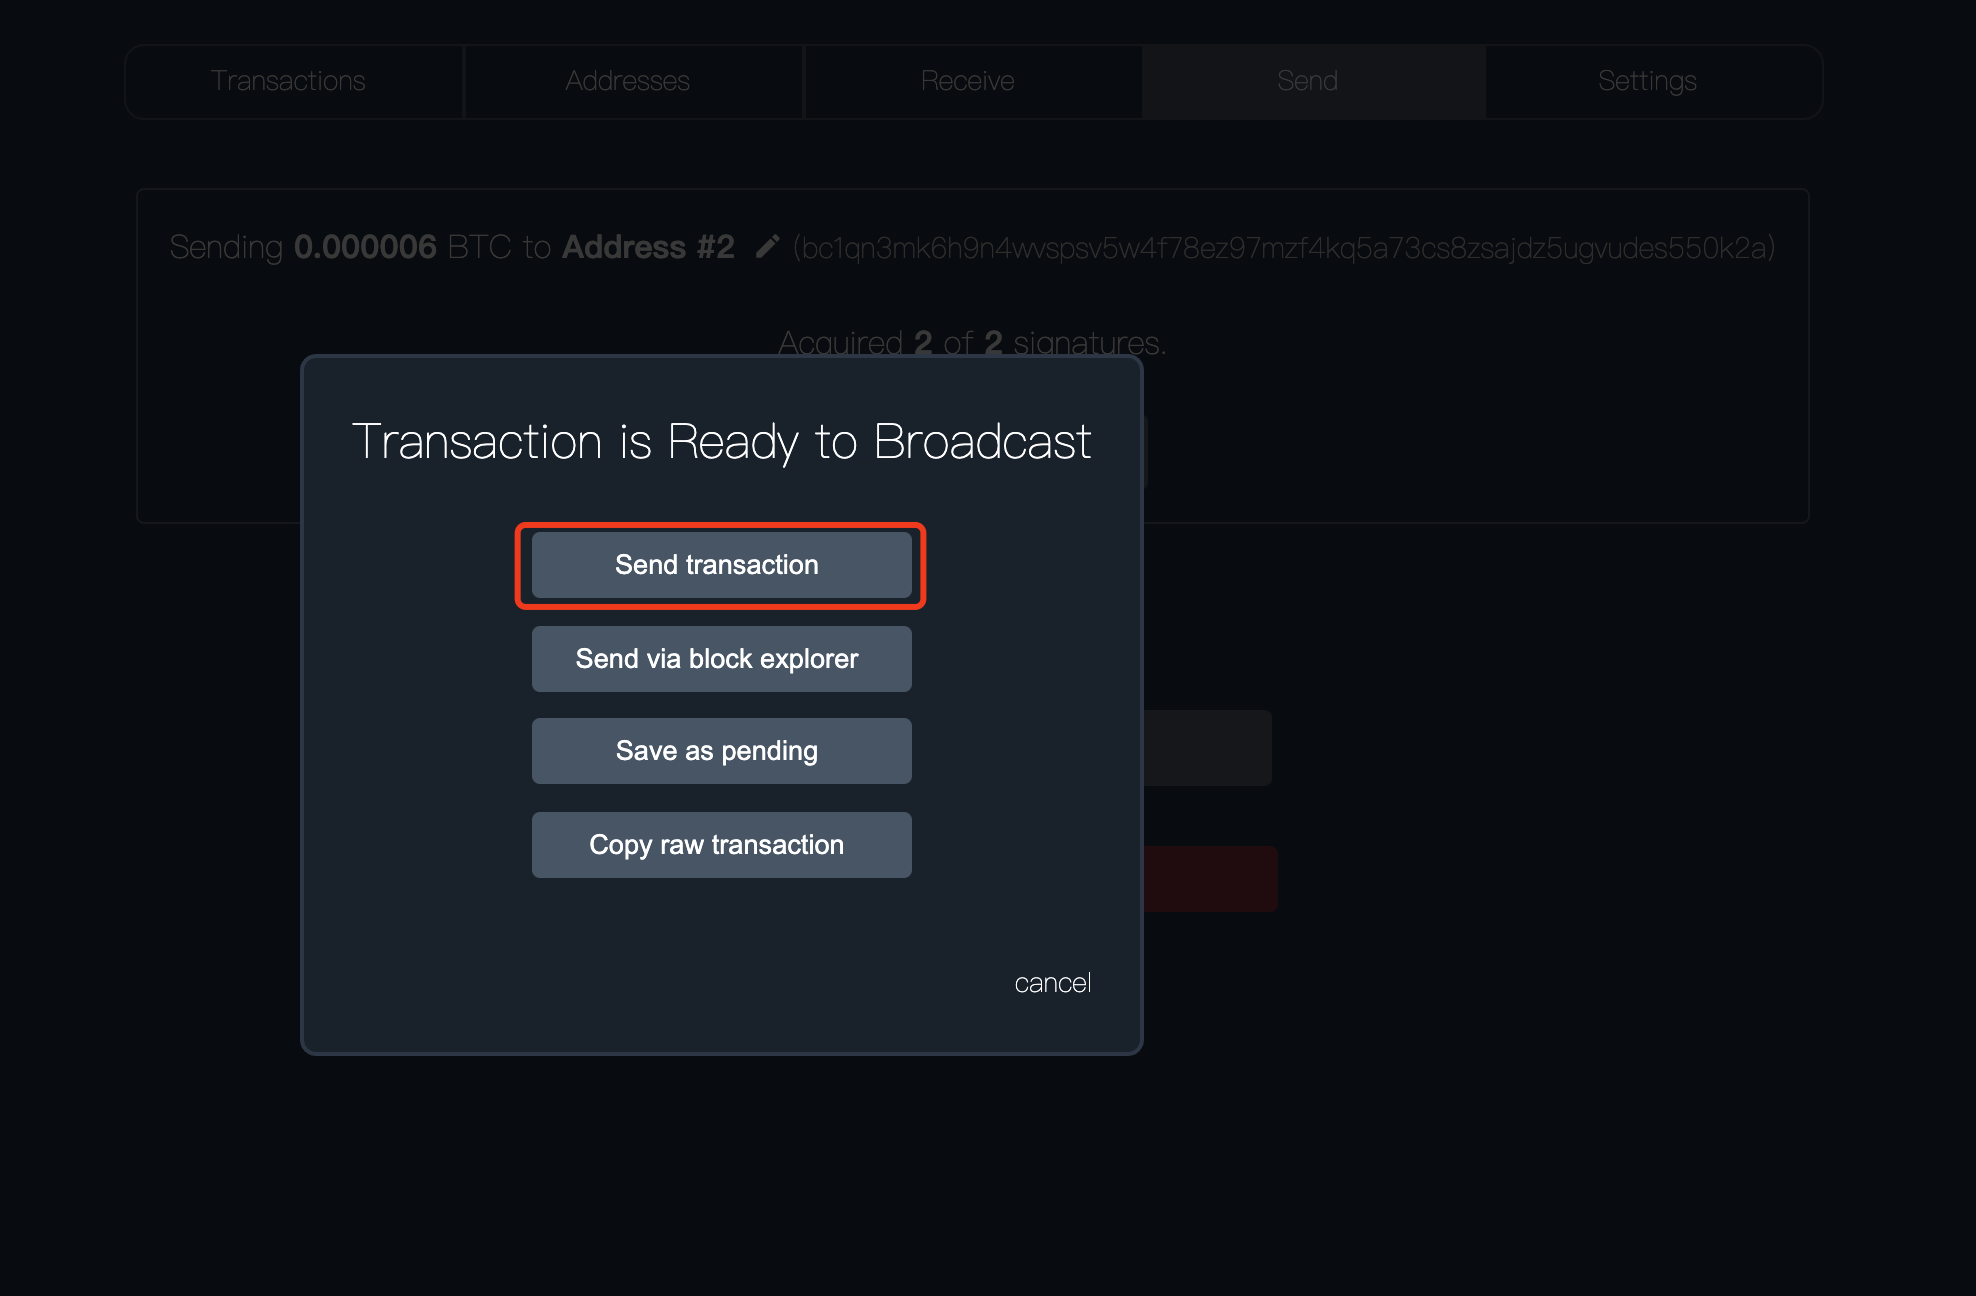 Transactions
Addresses
Receive
Send
Settings
Sending 0.000006 BTC to Address #2 (bc1qn3mk6h9n4wvspsv5w4f78ez97mzf4kq5a73cs8zsajdz5ugvudes550k2a)
Acquired 2 of 2 signatures.
Transaction is Ready to Broadcast
Send transaction
Send via block explorer
Save as pending
Copy raw transaction
cancel